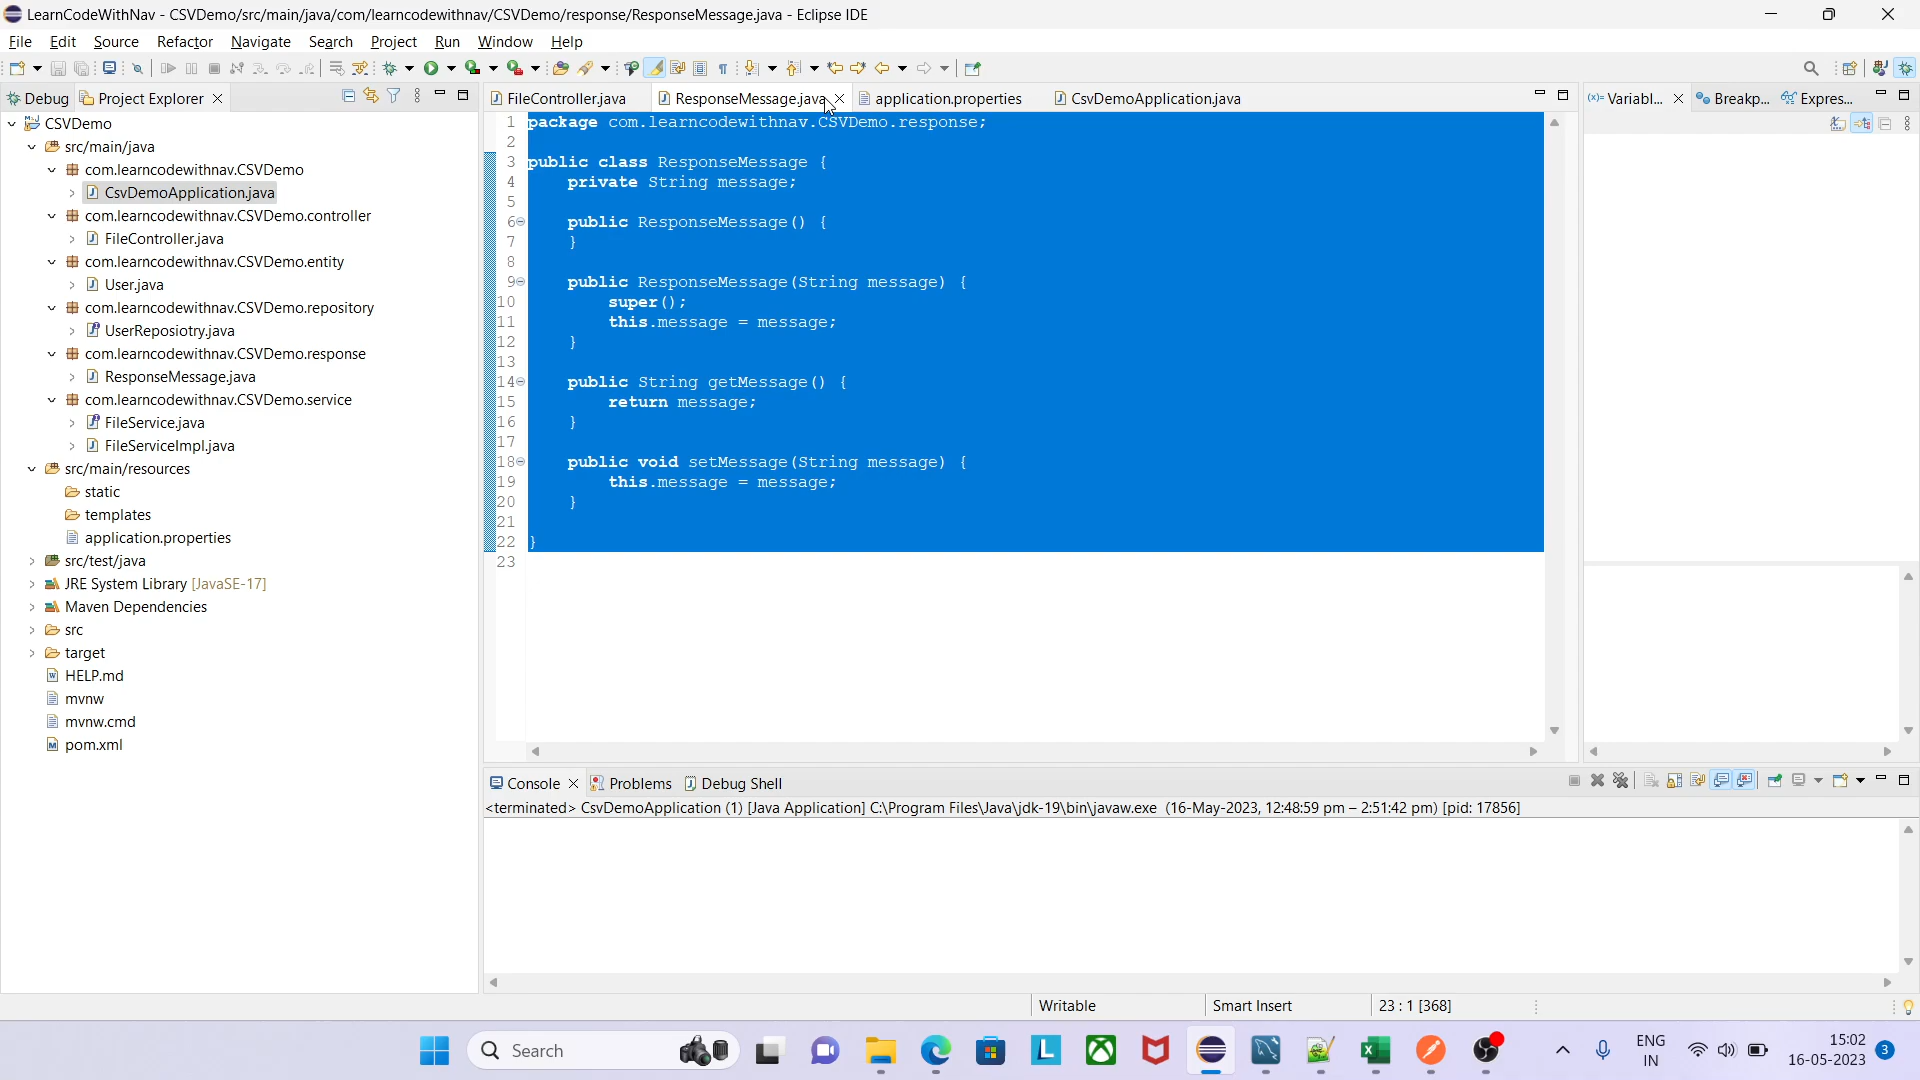 LearnCodeWithNav - CSVDemo/src/main/java/com/learncodewithnav/CSVDemo/response/ResponseMessage.java - Eclipse IDE
File Edit Source Refactor Navigate Search Project Run Window Help
Debug Project Explorer
CSVDemo
src/main/java
com.learncodewithnav.CSVDemo
CsvDemoApplication.java
com.learncodewithnav.CSVDemo.controller
FileController.java
com.learncodewithnav.CSVDemo.entity
User.java
com.learncodewithnav.CSVDemo.repository
UserReposiotry.java
com.learncodewithnav.CSVDemo.response
ResponseMessage.java
com.learncodewithnav.CSVDemo.service
FileService.java
FileServiceImpl.java
src/main/resources
static
templates
application.properties
src/test/java
JRE System Library [JavaSE-17]
Maven Dependencies
src
target
HELP.md
mvnw
mvnw.cmd
pom.xml
FileController.java ResponseMessage.java application.properties CsvDemoApplication.java
1 package com.learncodewithnav.CSVDemo.response;
2
3 public class ResponseMessage {
4 private String message;
5
6 public ResponseMessage() {
7 }
8
9 public ResponseMessage(String message) {
10 super();
11 this.message = message;
12 }
13
14 public String getMessage() {
15 return message;
16 }
17
18 public void setMessage(String message) {
19 this.message = message;
20 }
21
22 }
23
(x)= Variabl... Breakp... Expres...
Console Problems Debug Shell
<terminated> CsvDemoApplication (1) [Java Application] C:\Program Files\Java\jdk-19\bin\javaw.exe (16-May-2023, 12:48:59 pm – 2:51:42 pm) [pid: 17856]
Writable Smart Insert 23 : 1 [368]
Search
ENG
IN
15:02
16-05-2023
3